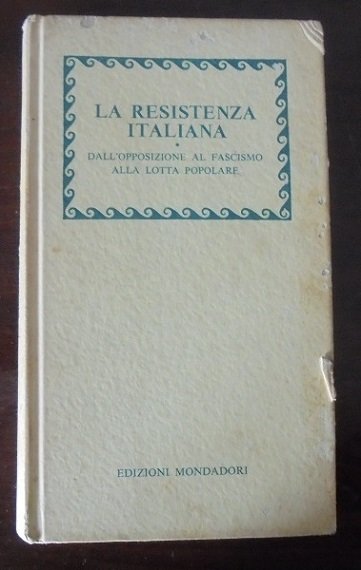 LA RESISTENZA
ITALIANA
•
DALL'OPPOSIZIONE AL FASCISMO
ALLA LOTTA POPOLARE
EDIZIONI MONDADORI